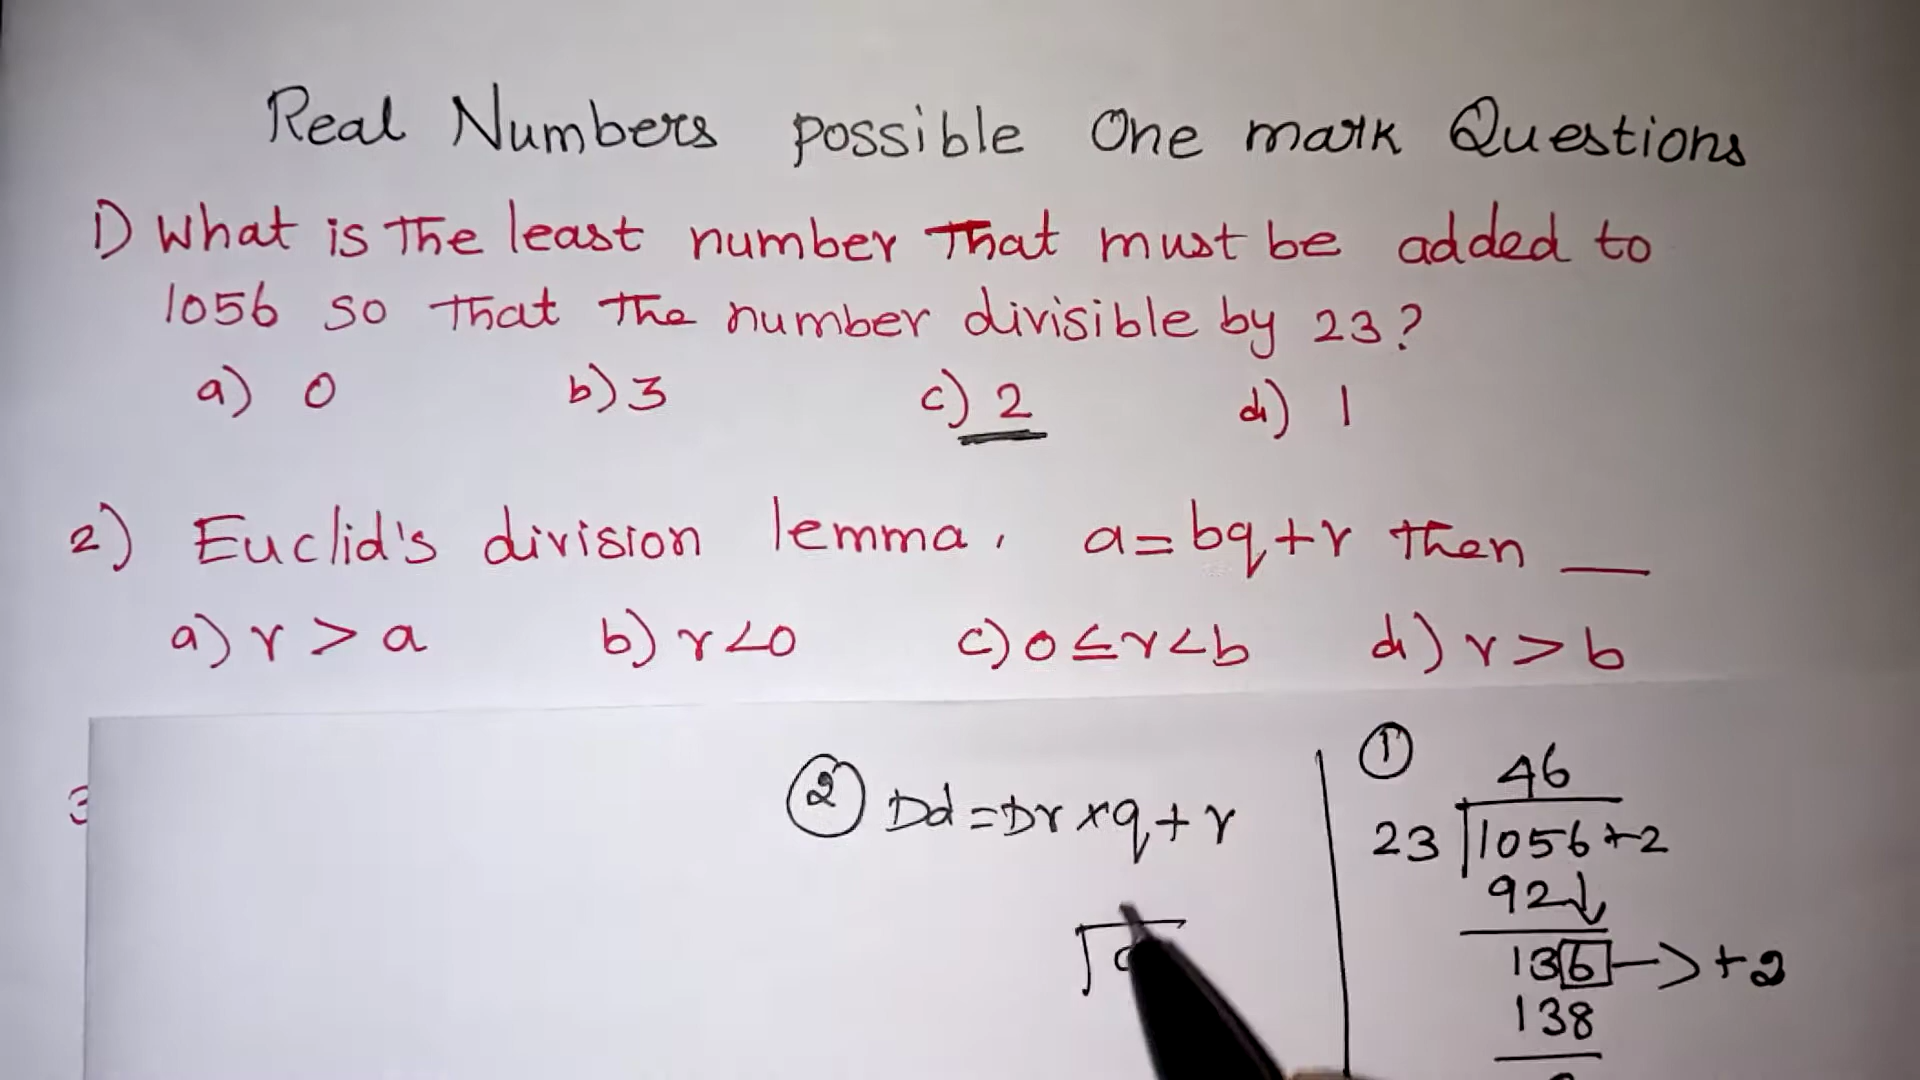 Real Numbers possible One mark Questions
1) What is the least number that must be added to
1056 so that the number divisible by 23?
a) 0 b) 3 c) 2 d) 1
2) Euclid's division lemma, a=bq+r then __
a) r > a b) r<0 c) 0≤r<b d) r > b
3
② Dd=Dr×q+r
①
46
23 1056+2
92↓
136→+2
138